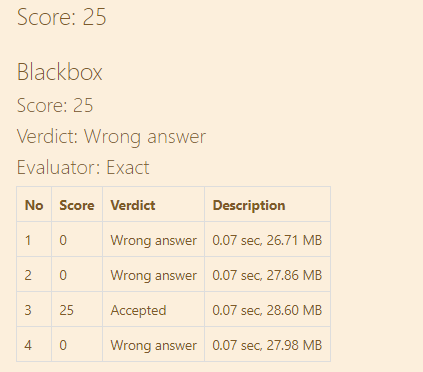 Score: 25
Blackbox
Score: 25
Verdict: Wrong answer
Evaluator: Exact
No Score Verdict Description
1 0 Wrong answer 0.07 sec, 26.71 MB
2 0 Wrong answer 0.07 sec, 27.86 MB
3 25 Accepted 0.07 sec, 28.60 MB
4 0 Wrong answer 0.07 sec, 27.98 MB